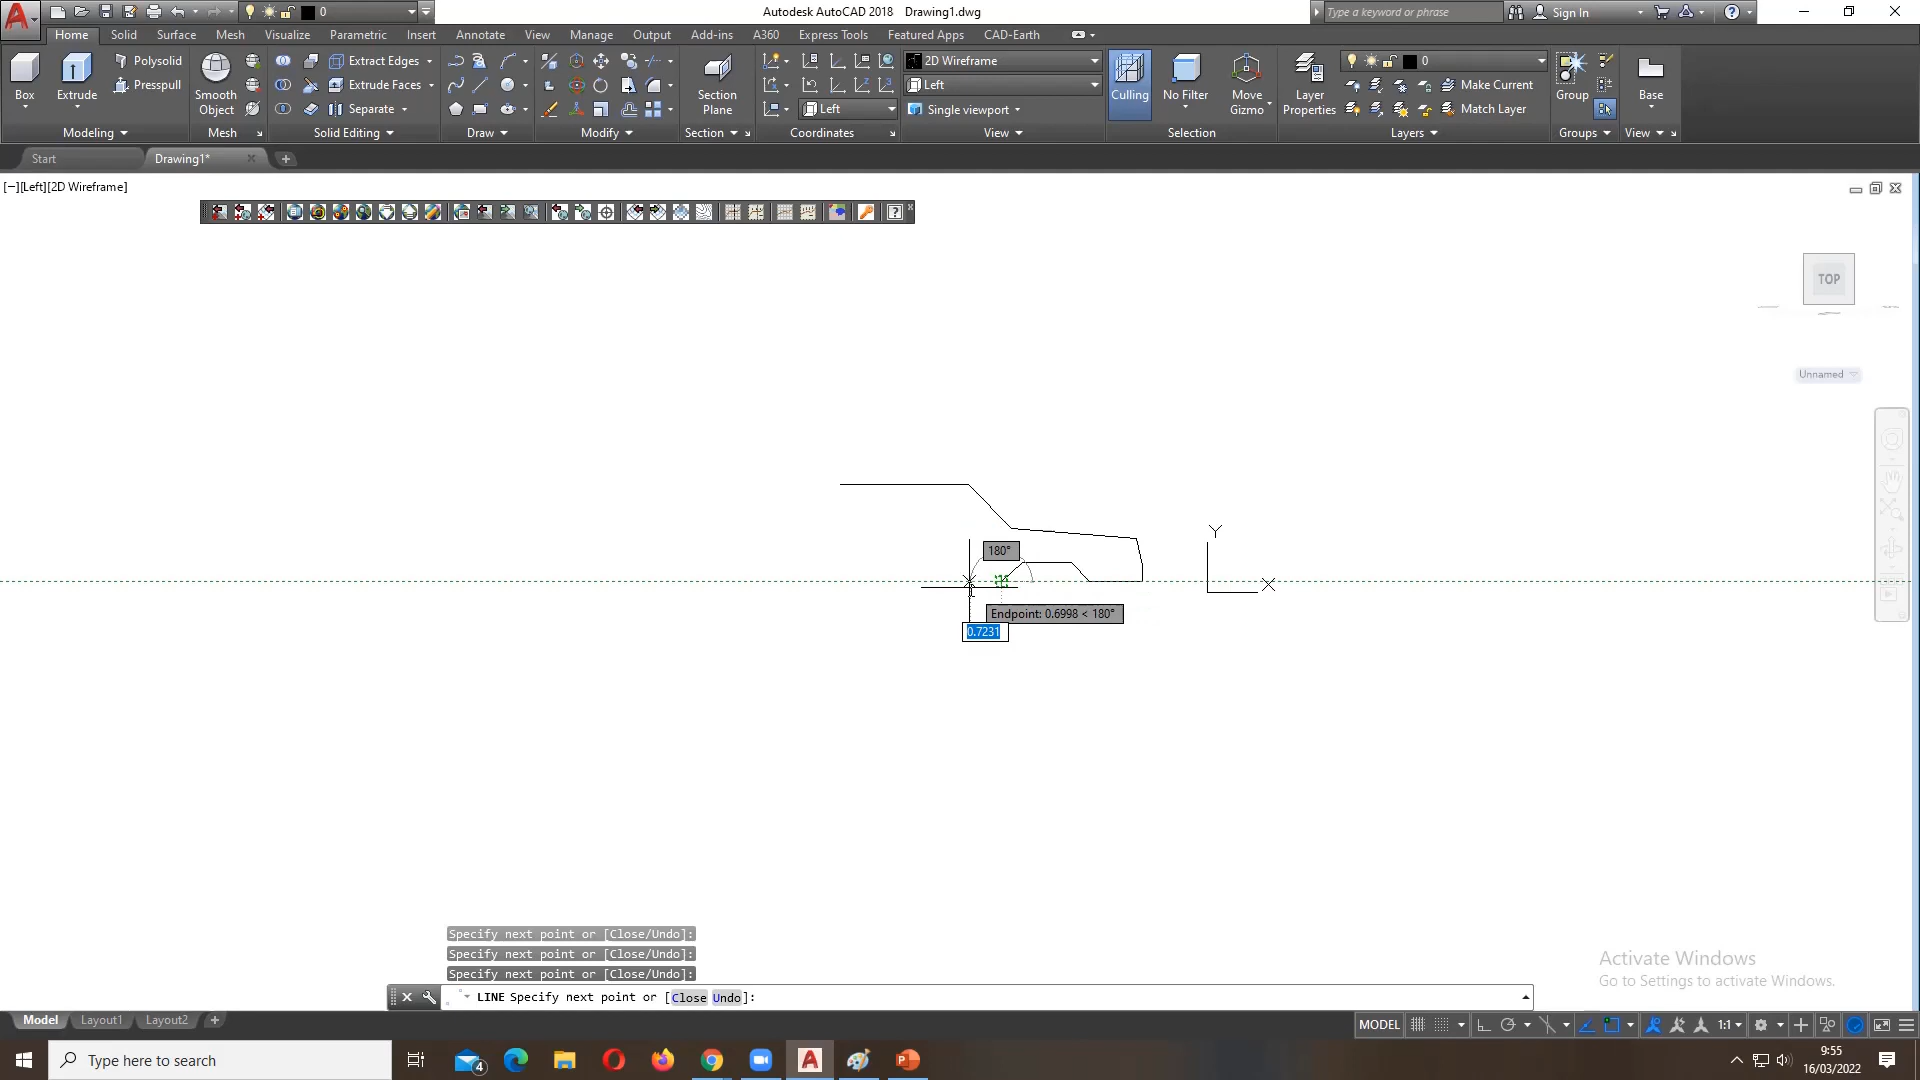 Autodesk AutoCAD 2018 Drawing1.dwg
0
Type a keyword or phrase
Sign In
Home Solid Surface Mesh Visualize Parametric Insert Annotate View Manage Output Add-ins A360 Express Tools Featured Apps CAD-Earth
Box
Extrude
Polysolid
Presspull
Modeling
Smooth
Object
Mesh
Extract Edges
Extrude Faces
Separate
Solid Editing
Draw
Modify
Section
Plane
Section
Left
Coordinates
2D Wireframe
Left
Single viewport
View
Culling
No Filter
Move
Gizmo
Selection
Layer
Properties
0
Make Current
Match Layer
Layers
Group
Groups
Base
View
Start
Drawing1*
[−][Left][2D Wireframe]
TOP
Unnamed
180°
Y
X
Endpoint: 0.6998 < 180°
0.7231
Specify next point or [Close/Undo]:
Specify next point or [Close/Undo]:
Specify next point or [Close/Undo]:
LINE Specify next point or [Close Undo]:
Activate Windows
Go to Settings to activate Windows.
Model Layout1 Layout2
MODEL
1:1
Type here to search
4
9:55
16/03/2022